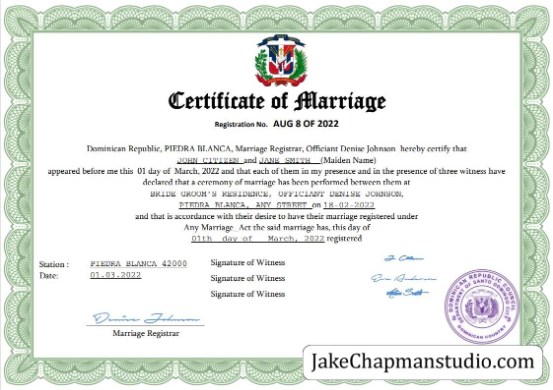 Certificate of Marriage
Registration No. AUG 8 OF 2022
Dominican Republic, PIEDRA BLANCA, Marriage Registrar, Officiant Denise Johnson hereby certify that
JOHN CITIZEN and JANE SMITH (Maiden Name)
appeared before me this 01 day of March, 2022 and that each of them in my presence and in the presence of three witness have
declared that a ceremony of marriage has been performed between them at
BRIDE GROOM'S RESIDENCE, OFFICIANT DENISE JOHNSON,
PIEDRA BLANCA, ANY STREET on 18-02-2022
and that is accordance with their desire to have their marriage registered under
Any Marriage Act the said marriage has, this day of
01th day of March, 2022 registered
Station : PIEDRA BLANCA 42000
Date: 01.03.2022
Signature of Witness
Signature of Witness
Signature of Witness
Denise Johnson
Marriage Registrar
DOMINICAN REPUBLIC COUNCIL
OF SANTO DOMINGO
DOMINICAN COUNTRY
JakeChapmanstudio.com